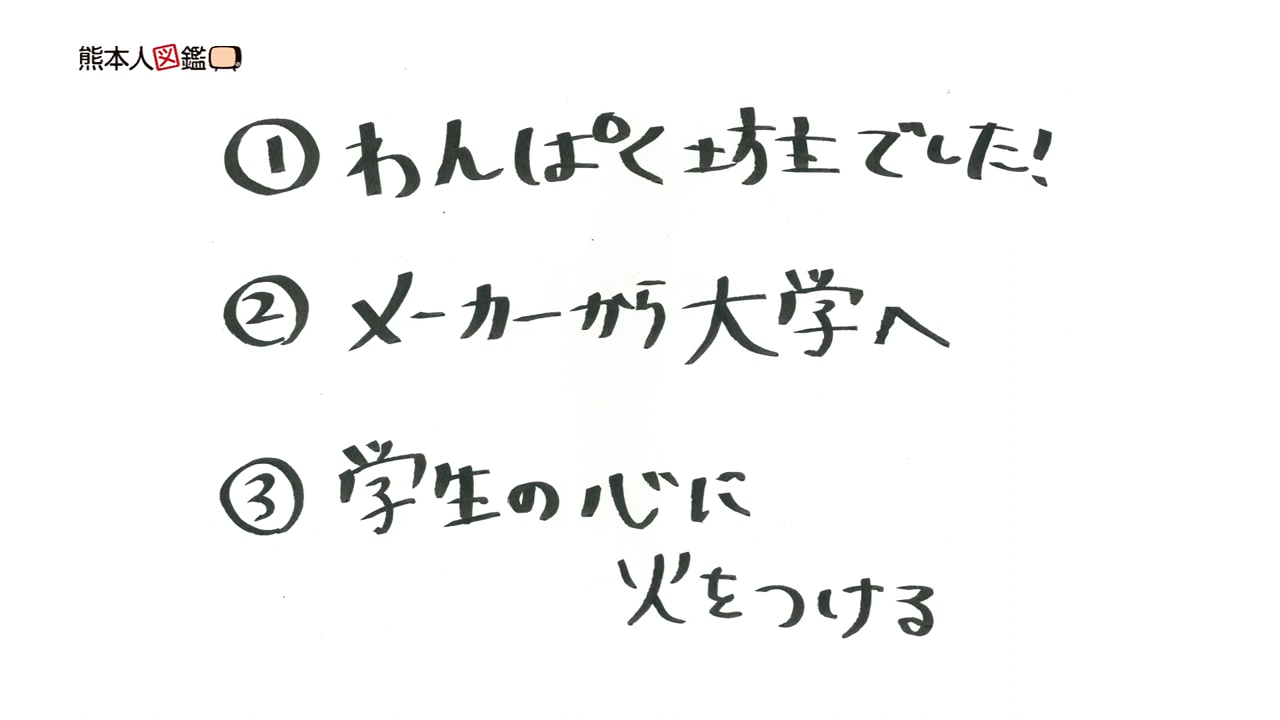 熊本人図鑑
①わんぱく坊主でした!
②メーカーから大学へ
③学生の心に
火をつける